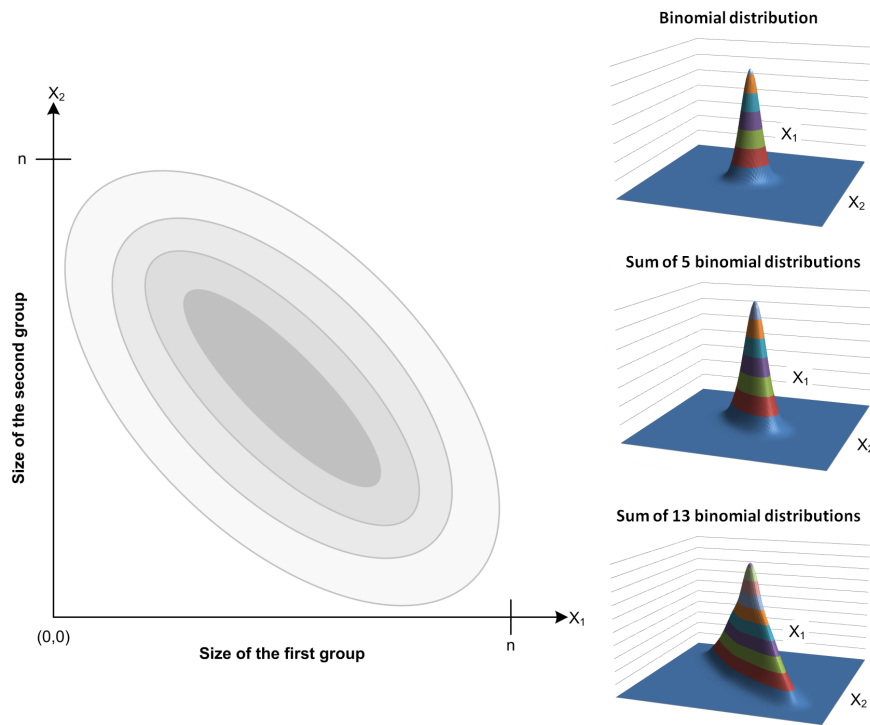 X2
n
Size of the second group
(0,0)
Size of the first group
n
X1
Binomial distribution
X1
X2
Sum of 5 binomial distributions
X1
X2
Sum of 13 binomial distributions
X1
X2